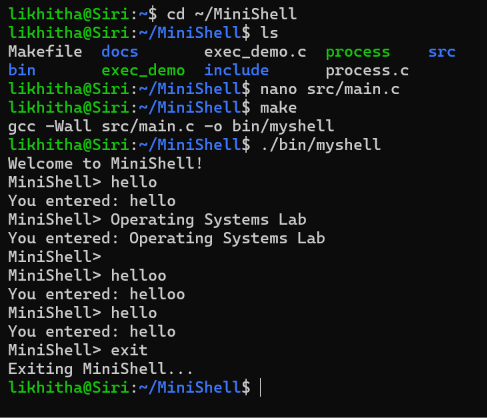 likhitha@Siri:~$ cd ~/MiniShell
likhitha@Siri:~/MiniShell$ ls
Makefile  docs       exec_demo.c  process    src
bin       exec_demo  include      process.c
likhitha@Siri:~/MiniShell$ nano src/main.c
likhitha@Siri:~/MiniShell$ make
gcc -Wall src/main.c -o bin/myshell
likhitha@Siri:~/MiniShell$ ./bin/myshell
Welcome to MiniShell!
MiniShell> hello
You entered: hello
MiniShell> Operating Systems Lab
You entered: Operating Systems Lab
MiniShell>
MiniShell> helloo
You entered: helloo
MiniShell> hello
You entered: hello
MiniShell> exit
Exiting MiniShell...
likhitha@Siri:~/MiniShell$